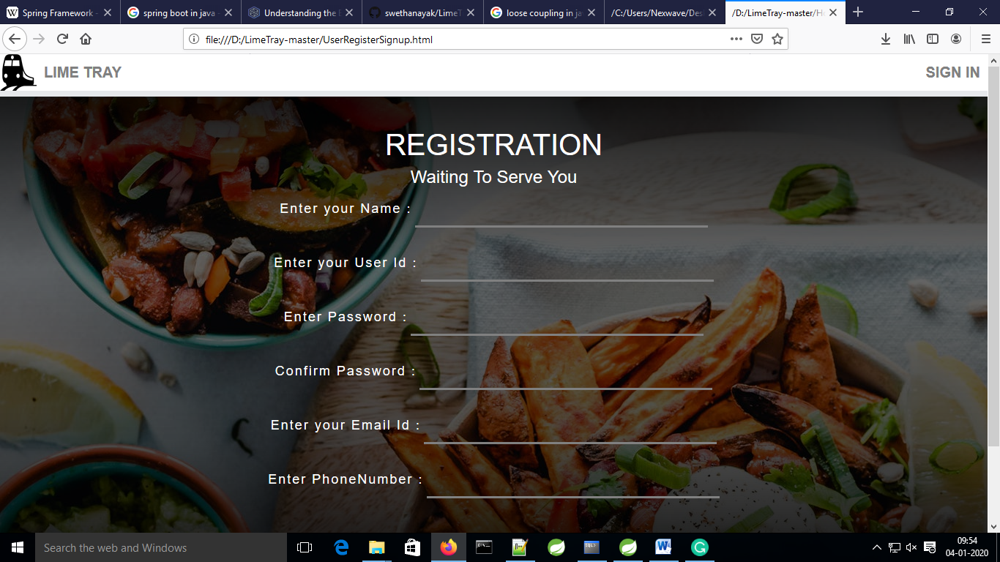 Spring Framework -
spring boot in java -
Understanding the
swethanayak/LimeT
loose coupling in ja
/C:/Users/Nexwave/Des
/D:/LimeTray-master/H
file:///D:/LimeTray-master/UserRegisterSignup.html
LIME TRAY
SIGN IN
REGISTRATION
Waiting To Serve You
Enter your Name :
Enter your User Id :
Enter Password :
Confirm Password :
Enter your Email Id :
Enter PhoneNumber :
Search the web and Windows
09:54
04-01-2020